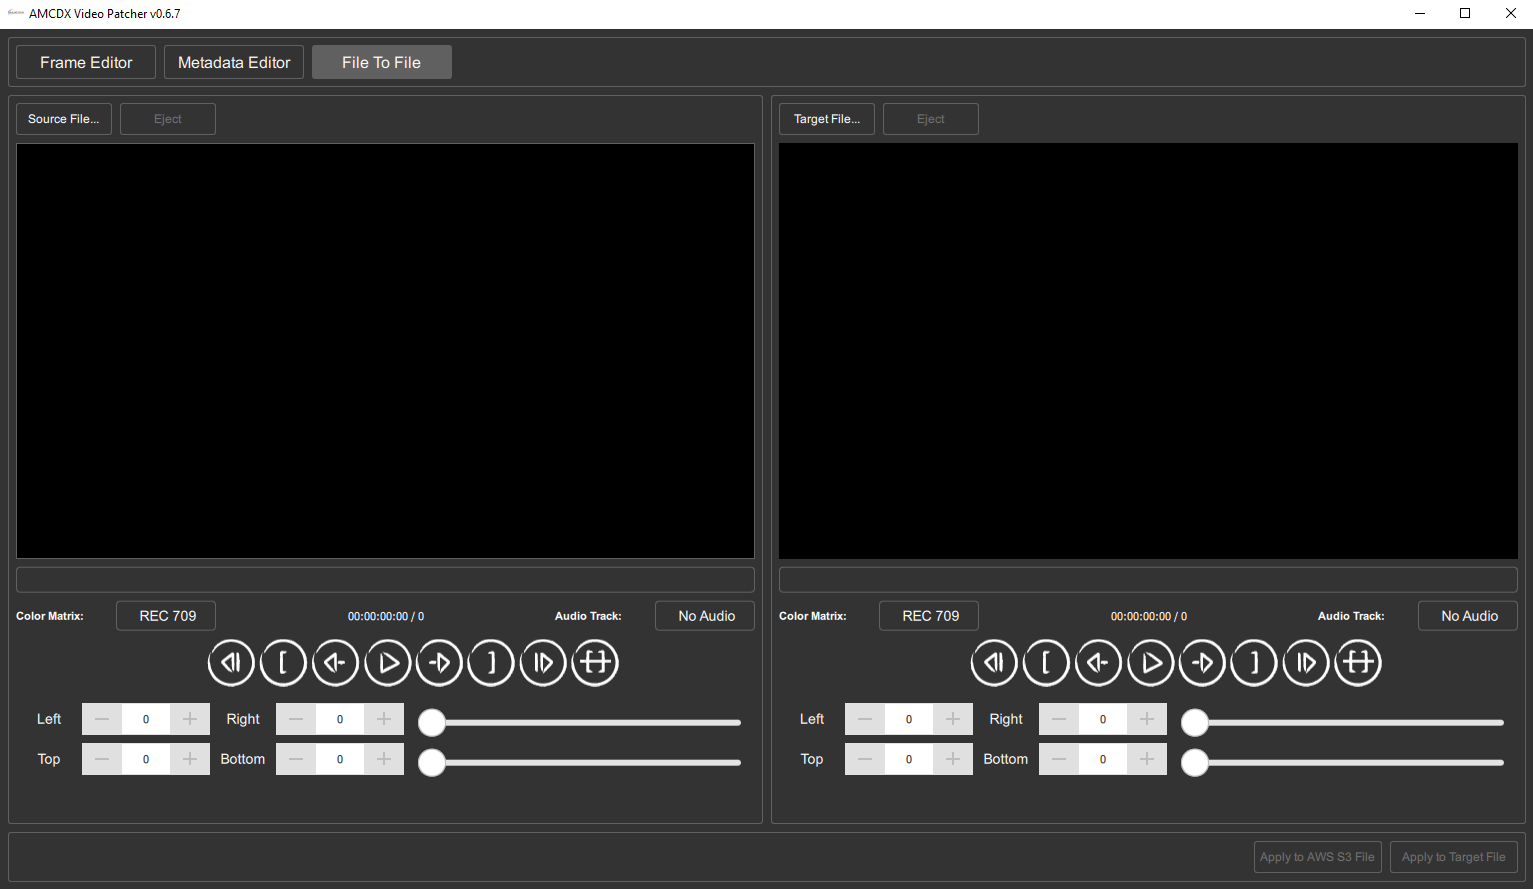 AMCDX Video Patcher v0.6.7
Frame Editor Metadata Editor File To File
Source File... Eject
Target File... Eject
Color Matrix: REC 709 00:00:00:00 / 0 Audio Track: No Audio
Left 0 Right 0
Top 0 Bottom 0
Color Matrix: REC 709 00:00:00:00 / 0 Audio Track: No Audio
Left 0 Right 0
Top 0 Bottom 0
Apply to AWS S3 File Apply to Target File